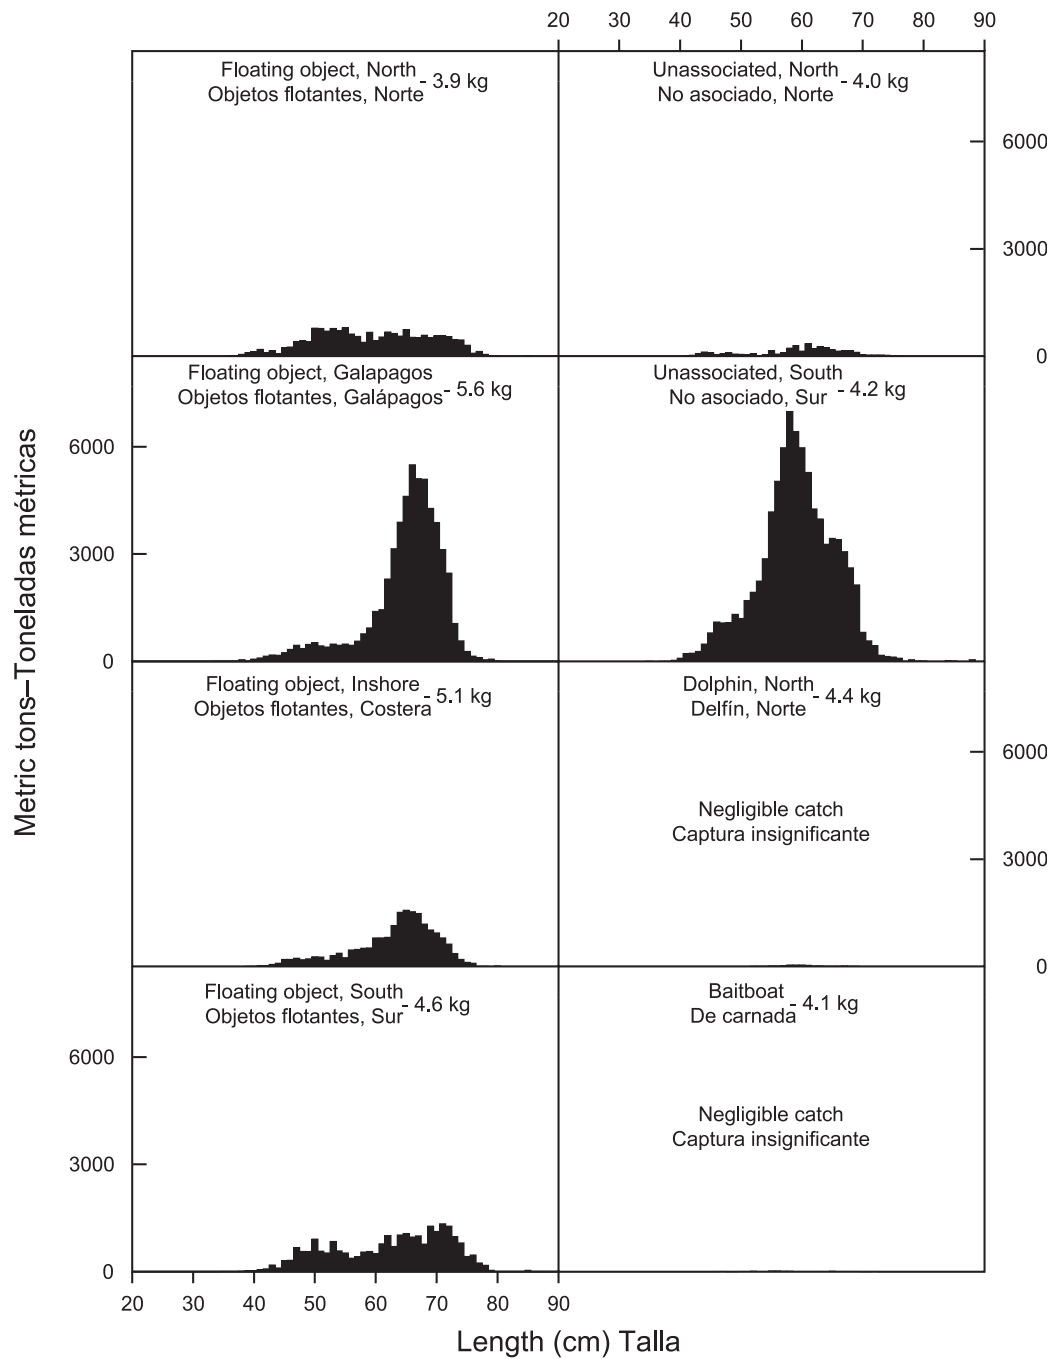 20 30 40 50 60 70 80 90
Floating object, North
Objetos flotantes, Norte
- 3.9 kg
Unassociated, North
No asociado, Norte
- 4.0 kg
6000
3000
0
Floating object, Galapagos
Objetos flotantes, Galápagos
- 5.6 kg
Unassociated, South
No asociado, Sur
- 4.2 kg
6000
3000
0
Floating object, Inshore
Objetos flotantes, Costera
- 5.1 kg
Dolphin, North
Delfín, Norte
- 4.4 kg
Negligible catch
Captura insignificante
6000
3000
0
Floating object, South
Objetos flotantes, Sur
- 4.6 kg
Baitboat
De carnada
- 4.1 kg
Negligible catch
Captura insignificante
6000
3000
0
Metric tons–Toneladas métricas
20 30 40 50 60 70 80 90
Length (cm) Talla